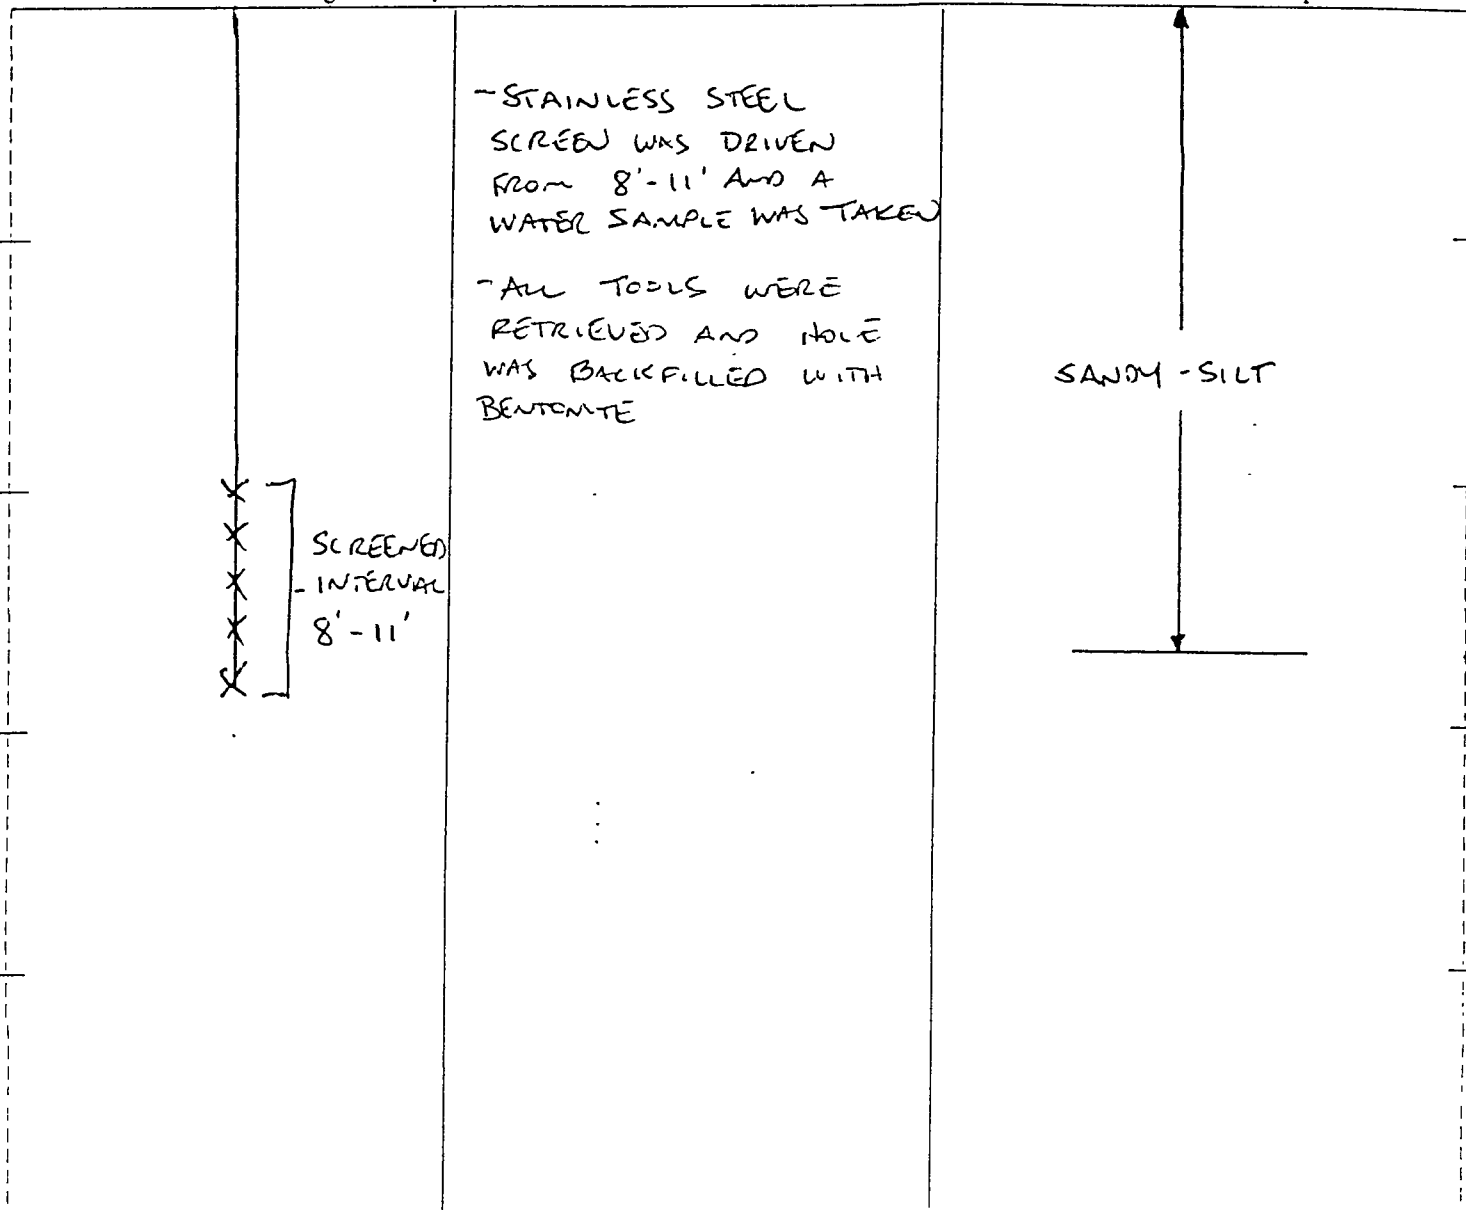 -STAINLESS STEEL
SCREEN WAS DRIVEN
FROM 8'-11' AND A
WATER SAMPLE WAS TAKEN
-ALL TOOLS WERE
RETRIEVED AND HOLE
WAS BACKFILLED WITH
BENTONITE
SCREENED
- INTERVAL
8'-11'
SANDY-SILT